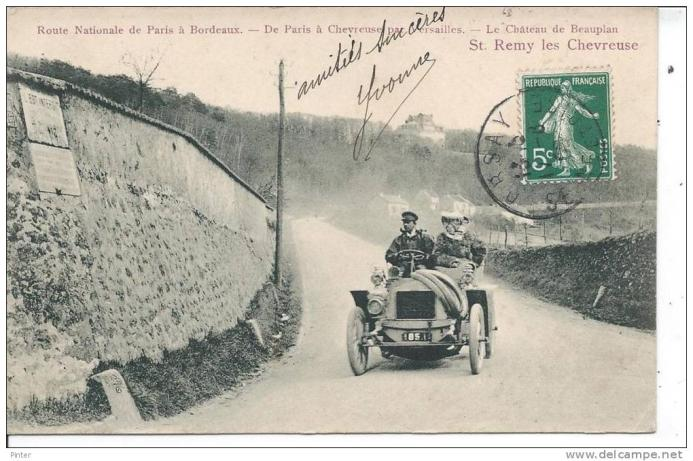 Route Nationale de Paris à Bordeaux. — De Paris à Chevreuse par Versailles. — Le Château de Beauplan
St. Remy les Chevreuse
amitiés sincères
Yvonne
REPUBLIQUE FRANÇAISE
5c
Pinter
www.delcampe.net